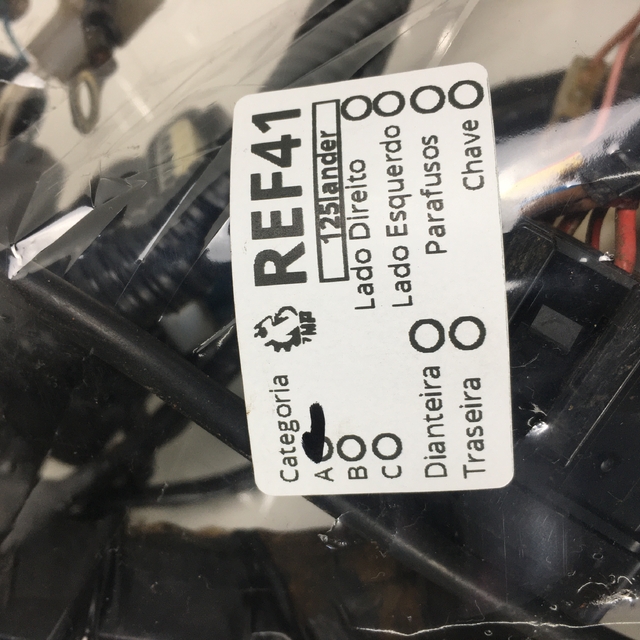 REF41
125lander
Lado DIreito
Lado Esquerdo
Parafusos
Chave
Categoria
A
B
C
Dianteira
Traseira